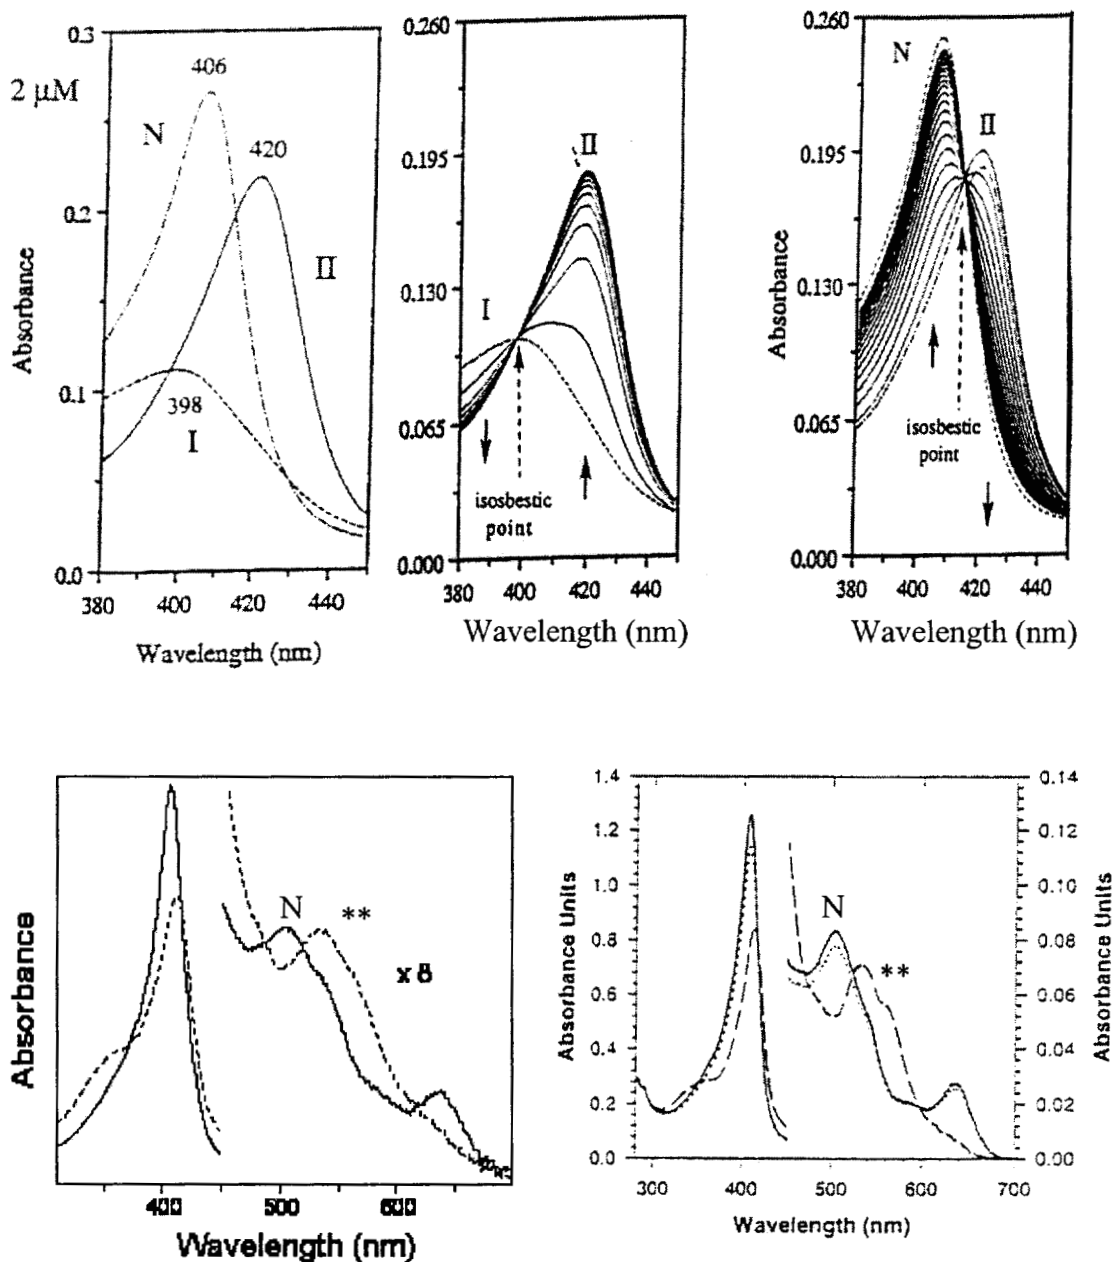 2 μM
Absorbance
0.3
0.2
0.1
0.0
406
N
420
II
398
I
380
400
420
440
Wavelength (nm)
Absorbance
0.260
0.195
0.130
0.065
0.000
II
I
isosbestic
point
380
400
420
440
Wavelength (nm)
Absorbance
0.260
0.195
0.130
0.065
0.000
N
II
isosbestic
point
380
400
420
440
Wavelength (nm)
Absorbance
N
**
x 8
400
500
600
Wavelength (nm)
Absorbance Units
1.4
1.2
1.0
0.8
0.6
0.4
0.2
0.0
N
**
0.14
0.12
0.10
0.08
0.06
0.04
0.02
0.00
Absorbance Units
300
400
500
600
700
Wavelength (nm)